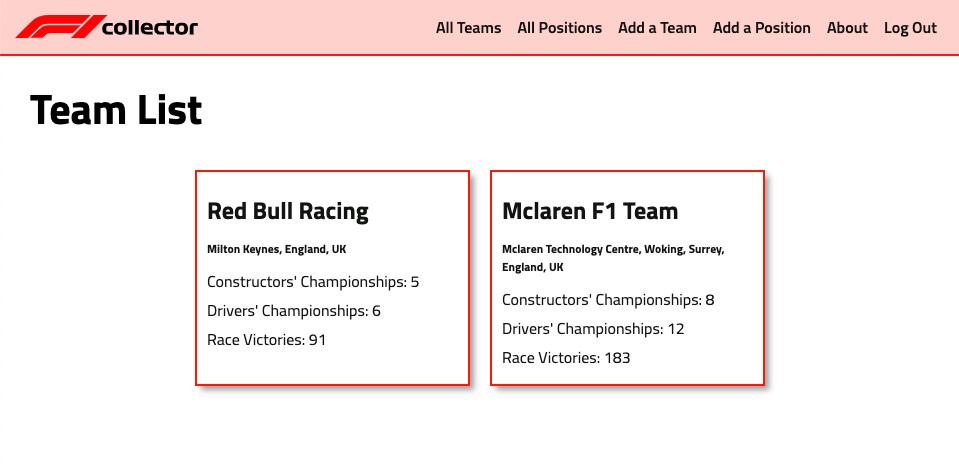 F1 collector
All Teams All Positions Add a Team Add a Position About Log Out
Team List
Red Bull Racing
Milton Keynes, England, UK
Constructors' Championships: 5
Drivers' Championships: 6
Race Victories: 91
Mclaren F1 Team
Mclaren Technology Centre, Woking, Surrey,
England, UK
Constructors' Championships: 8
Drivers' Championships: 12
Race Victories: 183